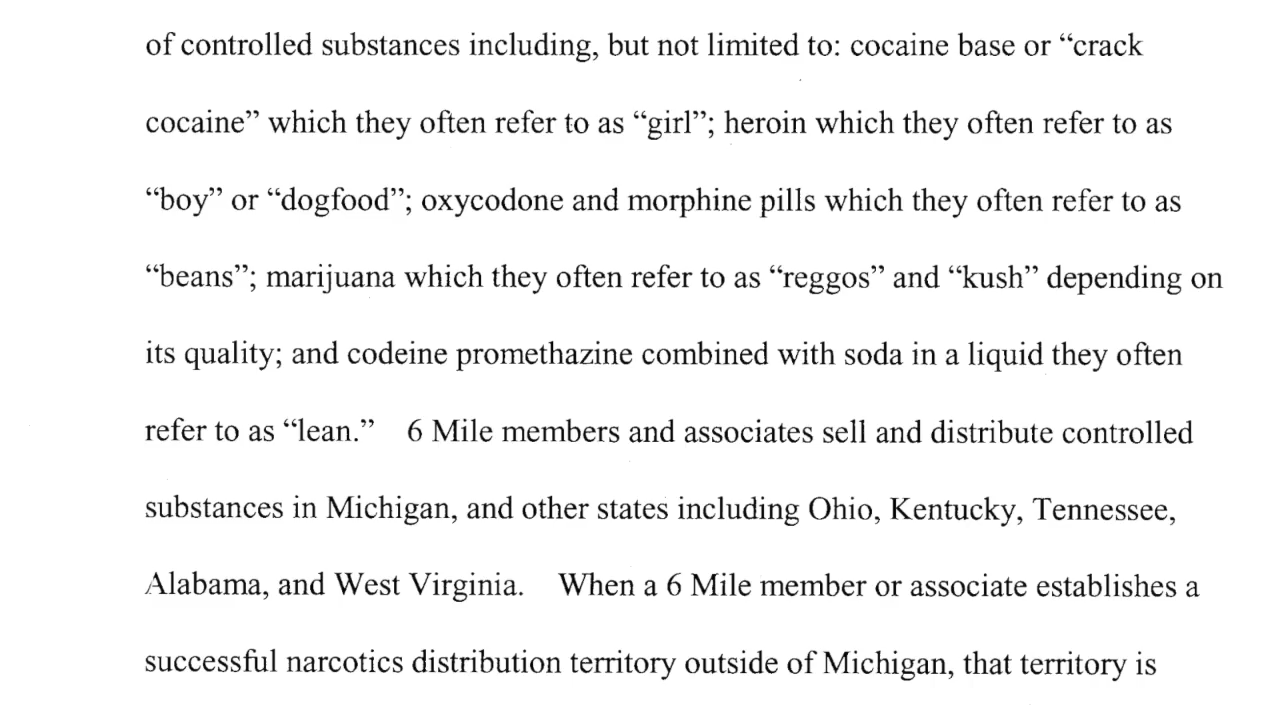 of controlled substances including, but not limited to: cocaine base or “crack
cocaine” which they often refer to as “girl”; heroin which they often refer to as
“boy” or “dogfood”; oxycodone and morphine pills which they often refer to as
“beans”; marijuana which they often refer to as “reggos” and “kush” depending on
its quality; and codeine promethazine combined with soda in a liquid they often
refer to as “lean.” 6 Mile members and associates sell and distribute controlled
substances in Michigan, and other states including Ohio, Kentucky, Tennessee,
Alabama, and West Virginia. When a 6 Mile member or associate establishes a
successful narcotics distribution territory outside of Michigan, that territory is